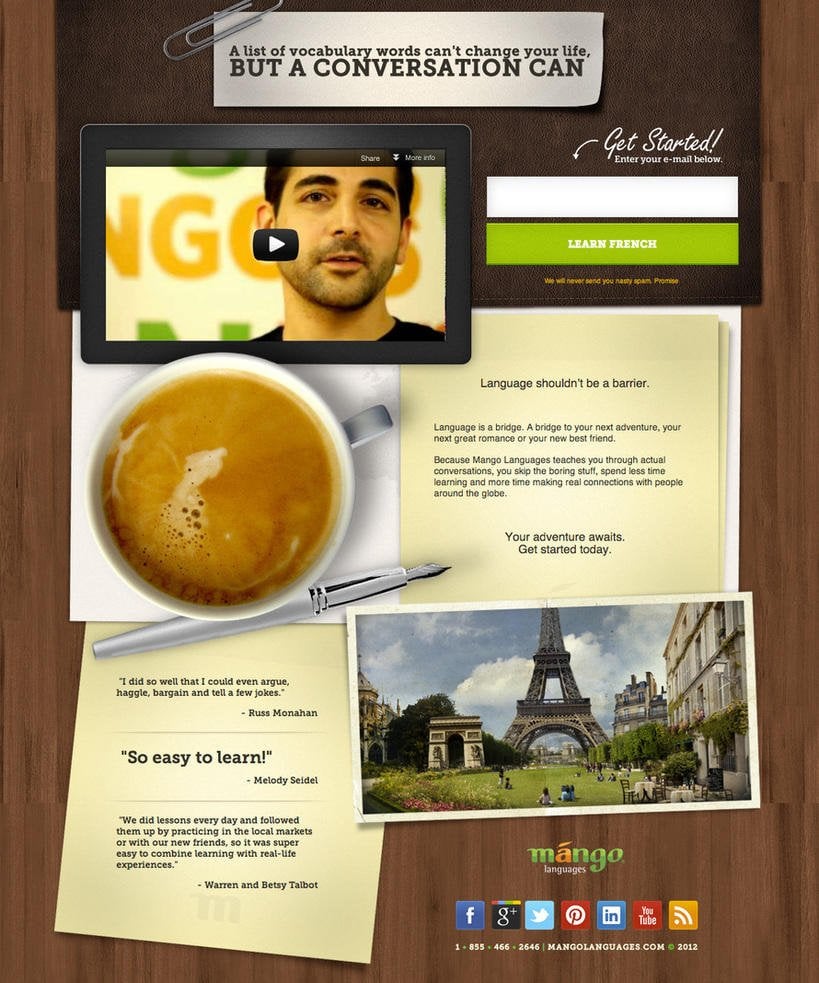 A list of vocabulary words can't change your life,
BUT A CONVERSATION CAN
Get Started!
Enter your e-mail below.
Share
More info
NGO
LEARN FRENCH
We will never send you nasty spam. Promise
Language shouldn't be a barrier.
Language is a bridge. A bridge to your next adventure, your
next great romance or your new best friend.
Because Mango Languages teaches you through actual
conversations, you skip the boring stuff, spend less time
learning and more time making real connections with people
around the globe.
Your adventure awaits.
Get started today.
"I did so well that I could even argue,
haggle, bargain and tell a few jokes."
- Russ Monahan
"So easy to learn!"
- Melody Seidel
"We did lessons every day and followed
them up by practicing in the local markets
or with our new friends, so it was super
easy to combine learning with real-life
experiences."
- Warren and Betsy Talbot
m
mángo
languages
f
g+
P
in
You
Tube
1 • 855 • 466 • 2646 | MANGOLANGUAGES.COM © 2012